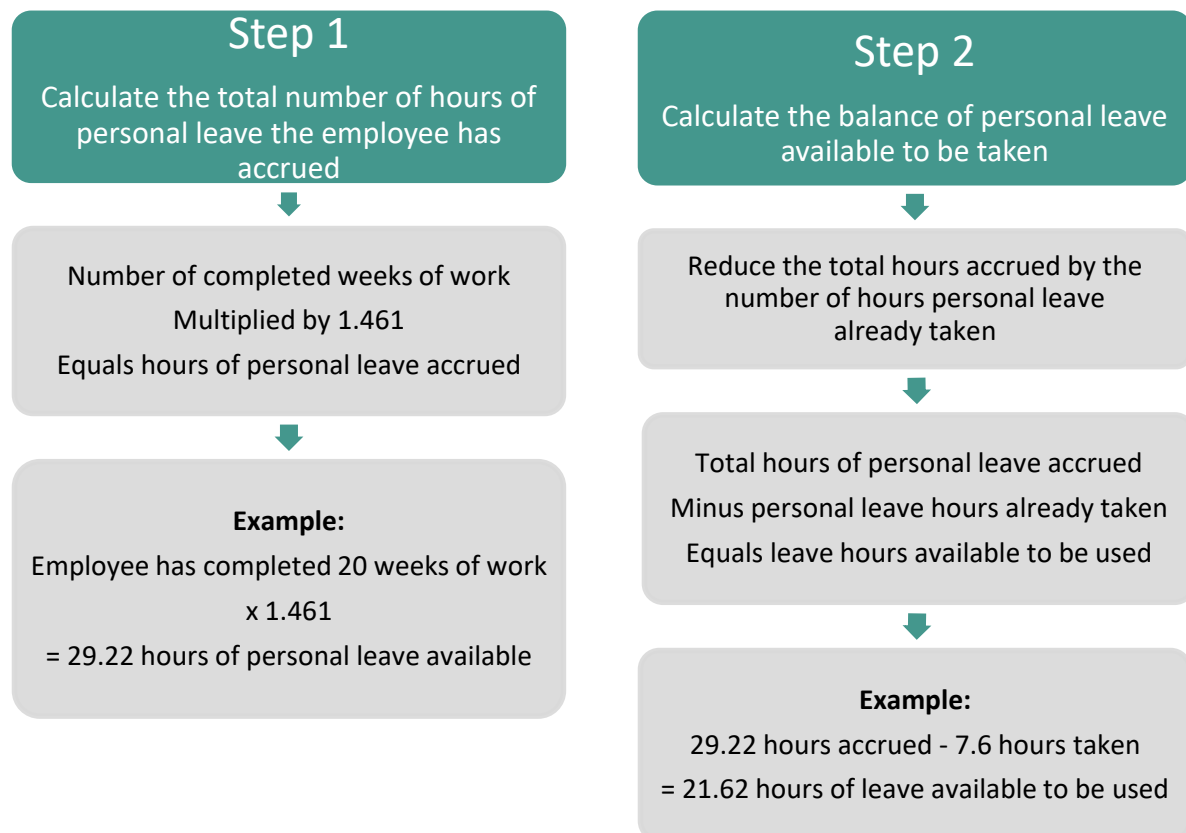 Step 1
Calculate the total number of hours of
personal leave the employee has
accrued
Number of completed weeks of work
Multiplied by 1.461
Equals hours of personal leave accrued
Example:
Employee has completed 20 weeks of work
x 1.461
= 29.22 hours of personal leave available
Step 2
Calculate the balance of personal leave
available to be taken
Reduce the total hours accrued by the
number of hours personal leave
already taken
Total hours of personal leave accrued
Minus personal leave hours already taken
Equals leave hours available to be used
Example:
29.22 hours accrued - 7.6 hours taken
= 21.62 hours of leave available to be used